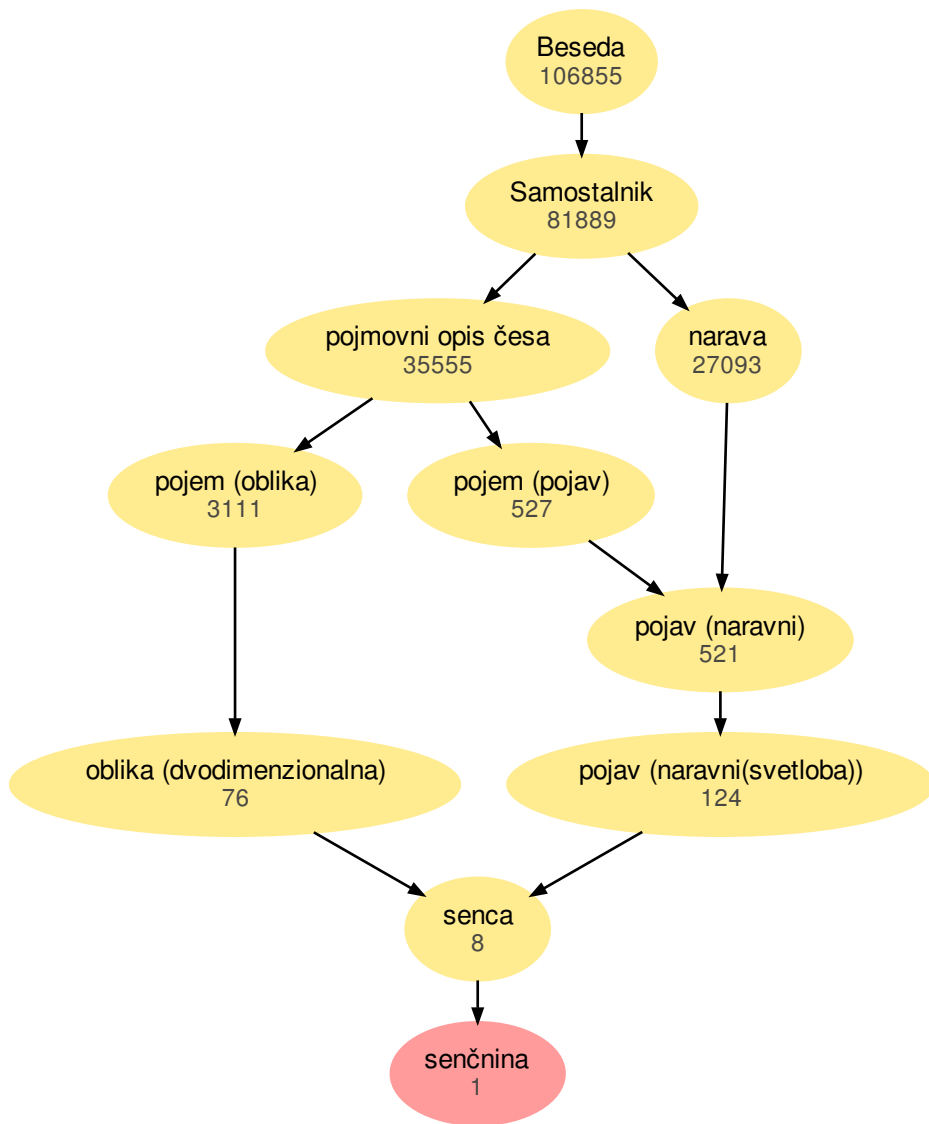 Beseda
106855
Samostalnik
81889
pojmovni opis česa
35555
narava
27093
pojem (oblika)
3111
pojem (pojav)
527
pojav (naravni)
521
oblika (dvodimenzionalna)
76
pojav (naravni(svetloba))
124
senca
8
senčnina
1